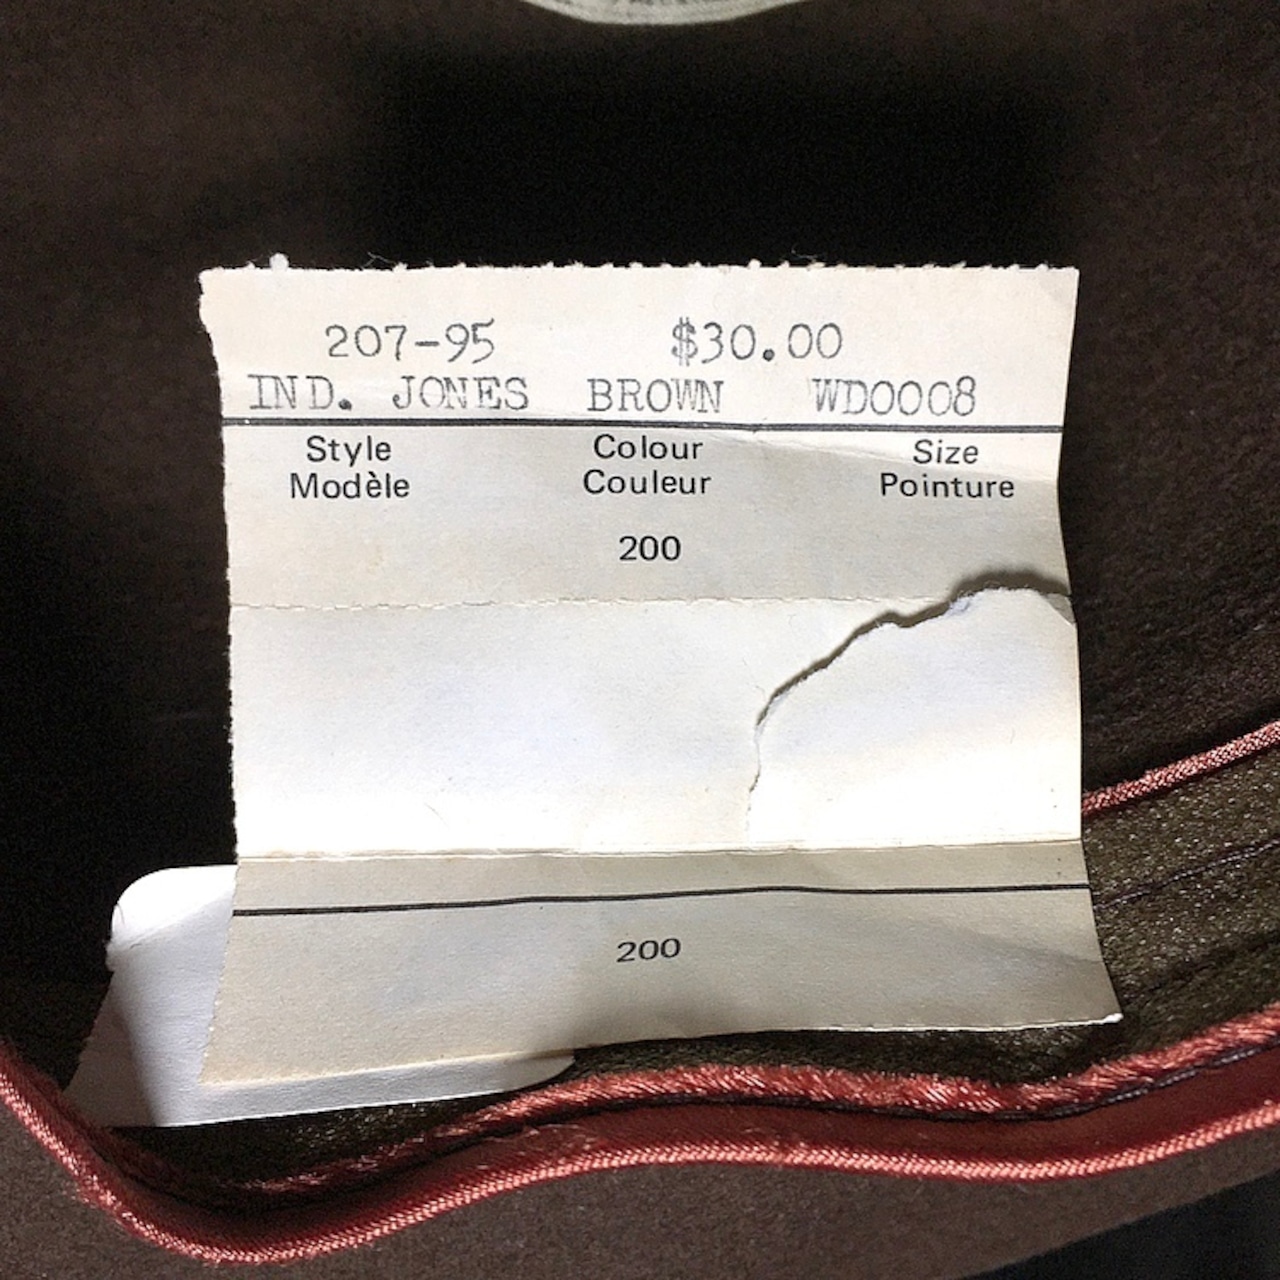 207-95 $30.00
IND. JONES BROWN WD0008
Style Colour Size
Modèle Couleur Pointure
200
200